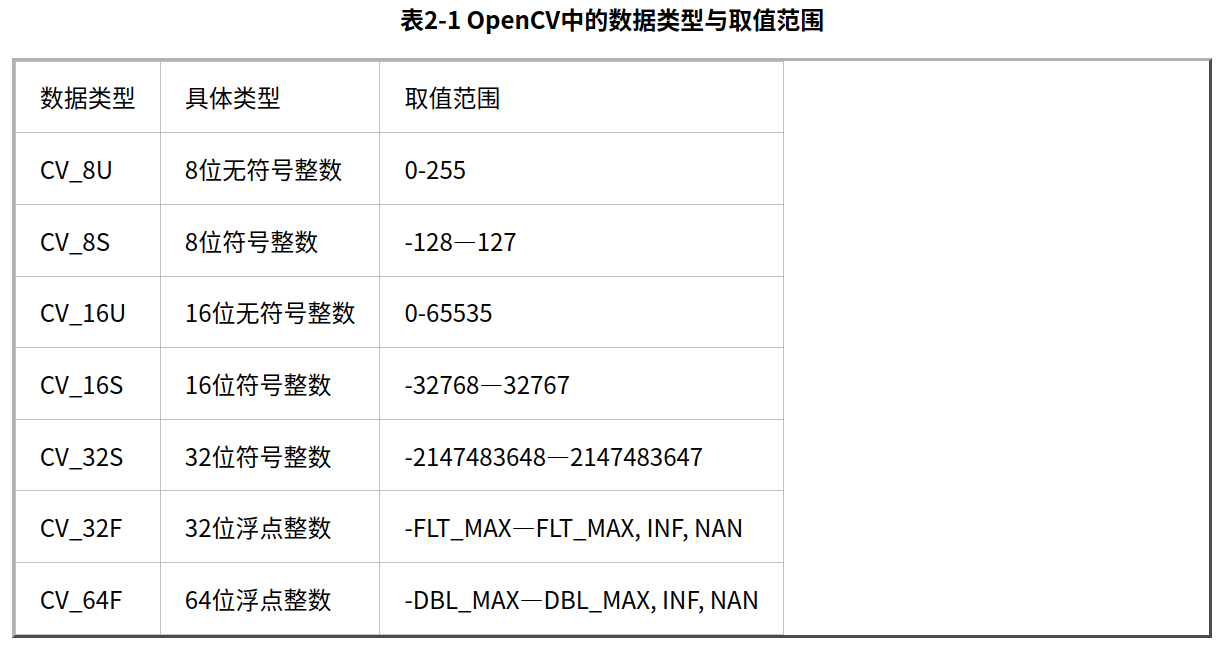 表2-1 OpenCV中的数据类型与取值范围
数据类型 具体类型 取值范围
CV_8U 8位无符号整数 0-255
CV_8S 8位符号整数 -128—127
CV_16U 16位无符号整数 0-65535
CV_16S 16位符号整数 -32768—32767
CV_32S 32位符号整数 -2147483648—2147483647
CV_32F 32位浮点整数 -FLT_MAX—FLT_MAX, INF, NAN
CV_64F 64位浮点整数 -DBL_MAX—DBL_MAX, INF, NAN